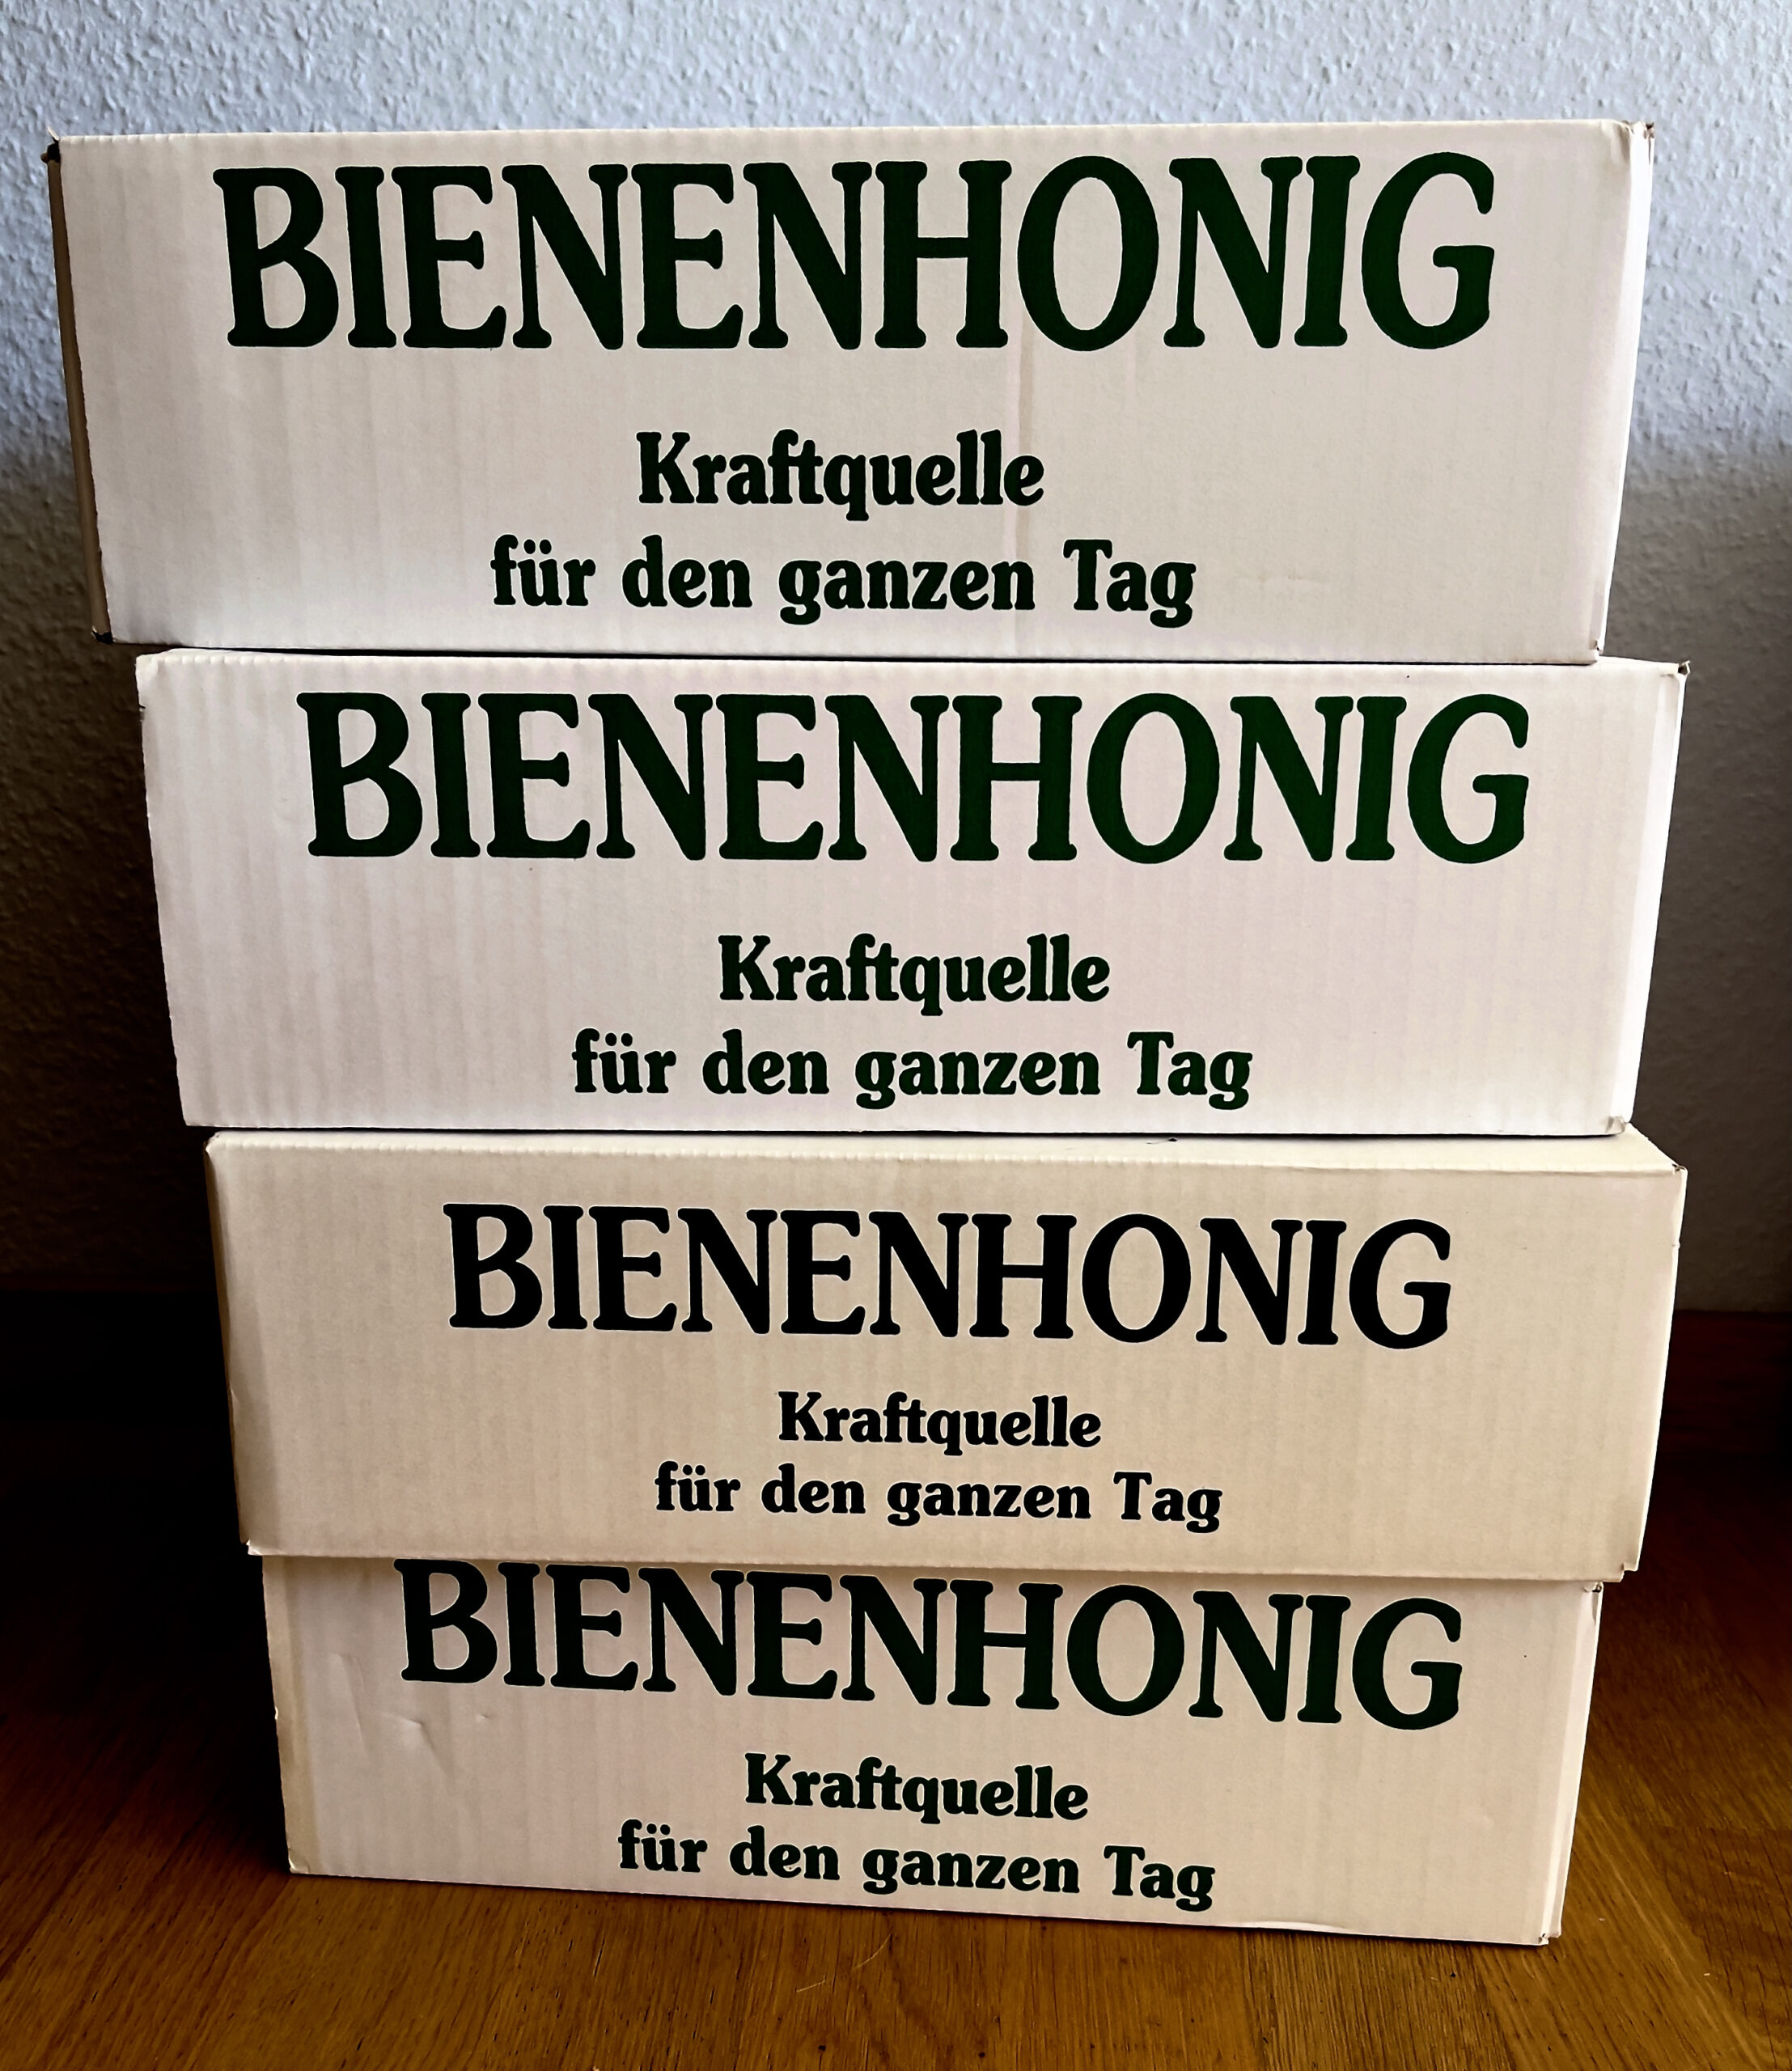 BIENENHONIG
Kraftquelle
für den ganzen Tag
BIENENHONIG
Kraftquelle
für den ganzen Tag
BIENENHONIG
Kraftquelle
für den ganzen Tag
BIENENHONIG
Kraftquelle
für den ganzen Tag